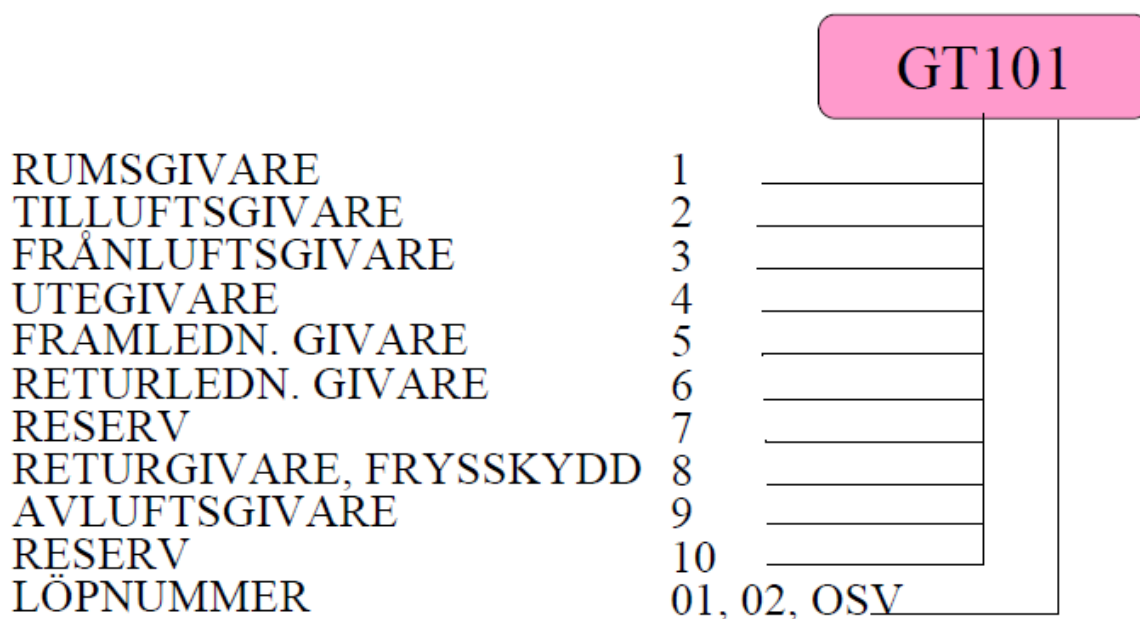 GT101
RUMSGIVARE 1
TILLUFTSGIVARE 2
FRÅNLUFTSGIVARE 3
UTEGIVARE 4
FRAMLEDN. GIVARE 5
RETURLEDN. GIVARE 6
RESERV 7
RETURGIVARE, FRYSSKYDD 8
AVLUFTSGIVARE 9
RESERV 10
LÖPNUMMER 01, 02, OSV